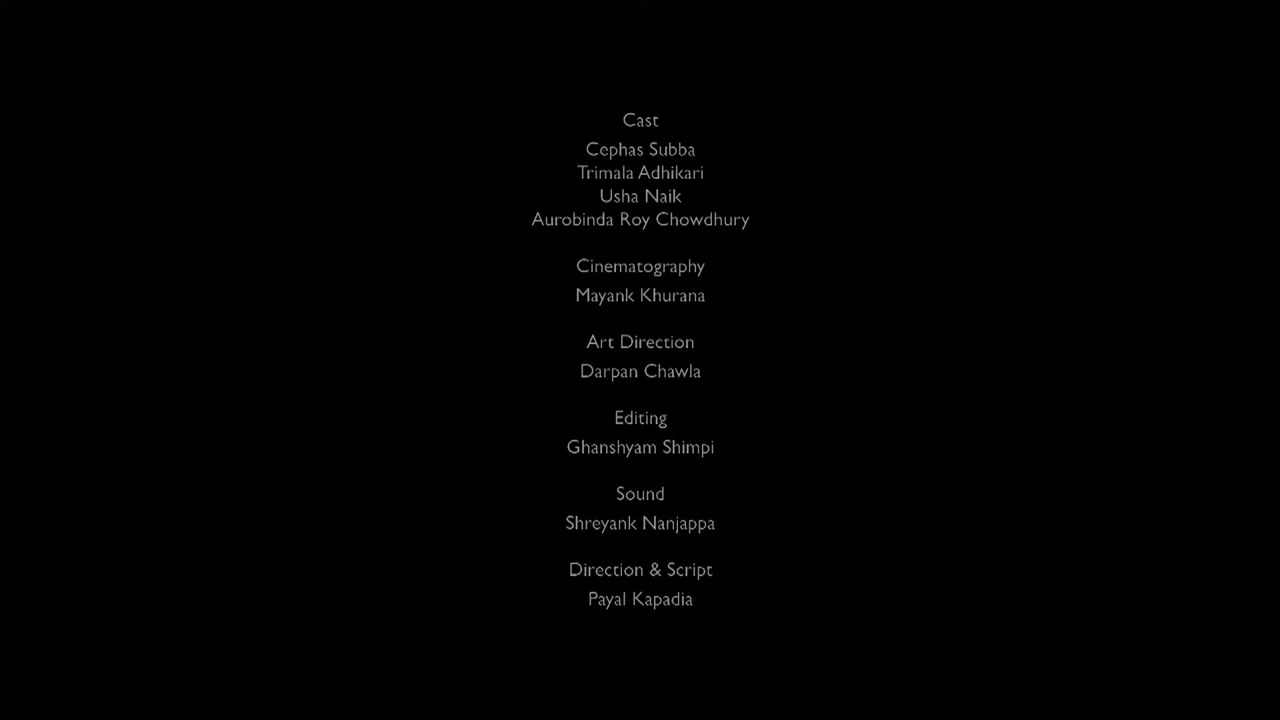 Cast
Cephas Subba
Trimala Adhikari
Usha Naik
Aurobinda Roy Chowdhury
Cinematography
Mayank Khurana
Art Direction
Darpan Chawla
Editing
Ghanshyam Shimpi
Sound
Shreyank Nanjappa
Direction & Script
Payal Kapadia